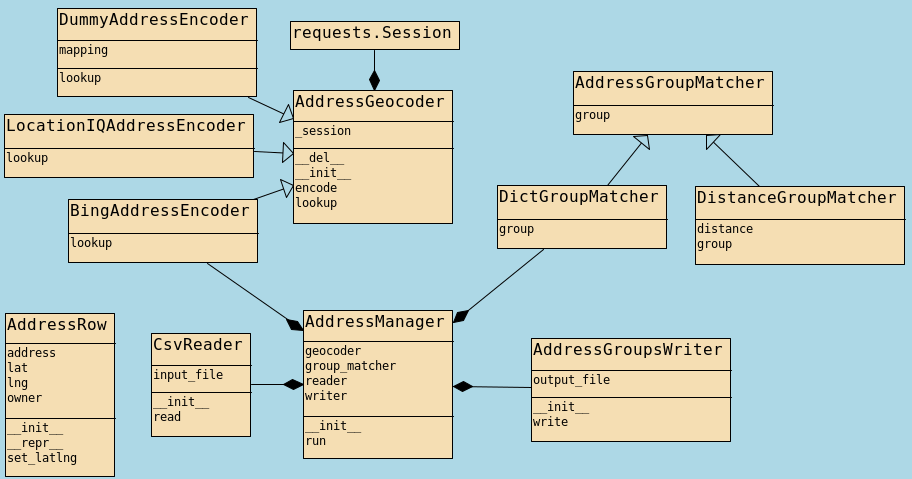 DummyAddressEncoder
mapping
lookup
requests.Session
AddressGeocoder
_session
__del__
__init__
encode
lookup
LocationIQAddressEncoder
lookup
BingAddressEncoder
lookup
AddressGroupMatcher
group
DictGroupMatcher
group
DistanceGroupMatcher
distance
group
AddressRow
address
lat
lng
owner
__init__
__repr__
set_latlng
CsvReader
input_file
__init__
read
AddressManager
geocoder
group_matcher
reader
writer
__init__
run
AddressGroupsWriter
output_file
__init__
write